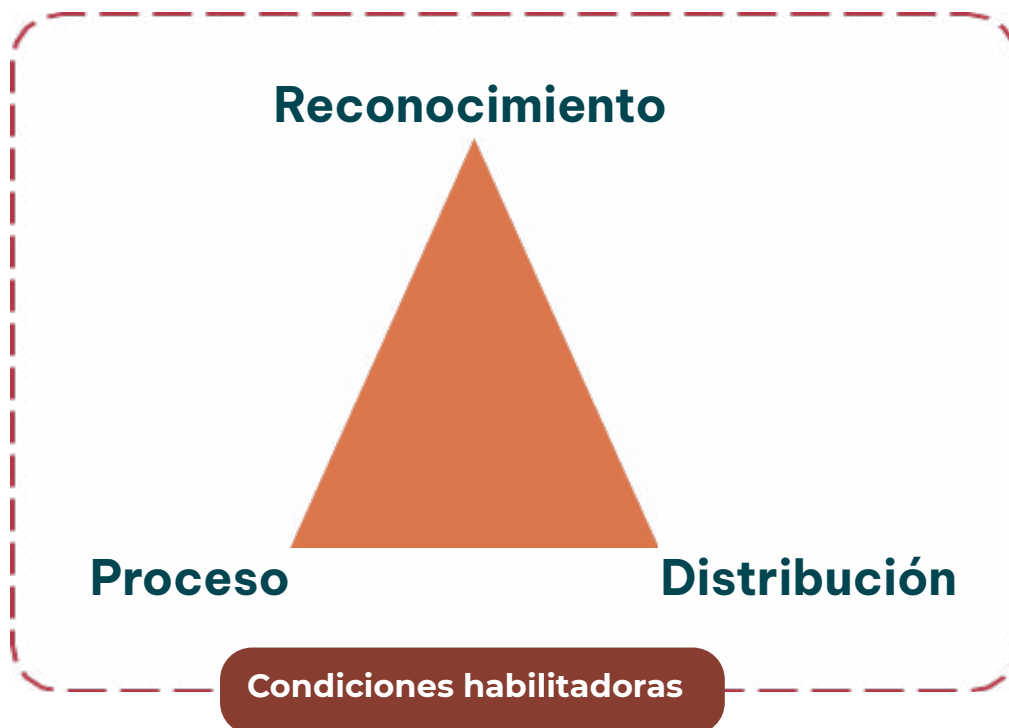 Reconocimiento
Proceso
Distribución
Condiciones habilitadoras